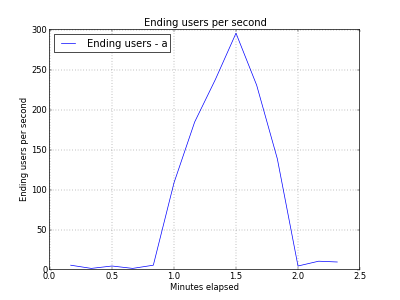 Ending users per second
300
Ending users - a
250
200
Ending users per second
150
100
50
0
0.0 0.5 1.0 1.5 2.0 2.5
Minutes elapsed